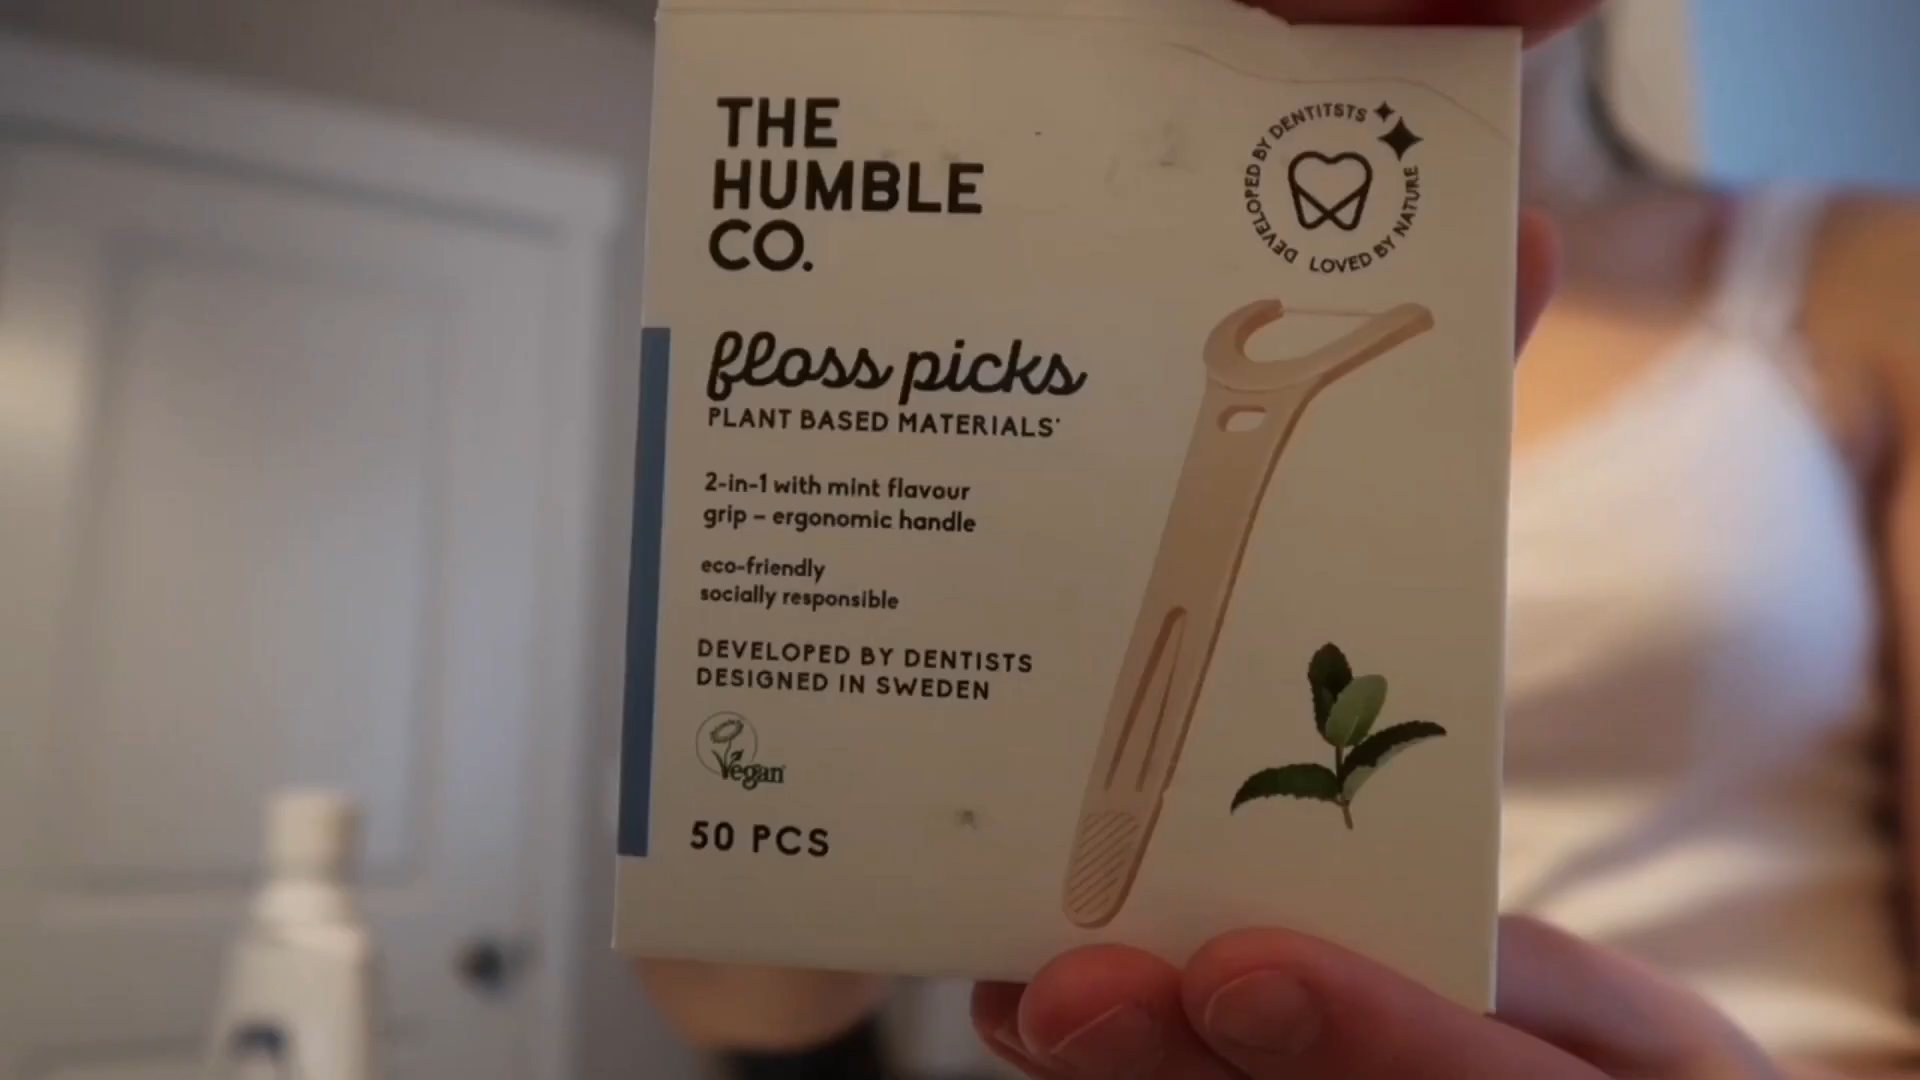 THE
HUMBLE
CO.
floss picks
PLANT BASED MATERIALS*
2-in-1 with mint flavour
grip – ergonomic handle
eco-friendly
socially responsible
DEVELOPED BY DENTISTS
DESIGNED IN SWEDEN
Vegan
50 PCS
DEVELOPED BY DENTITSTS
LOVED BY NATURE